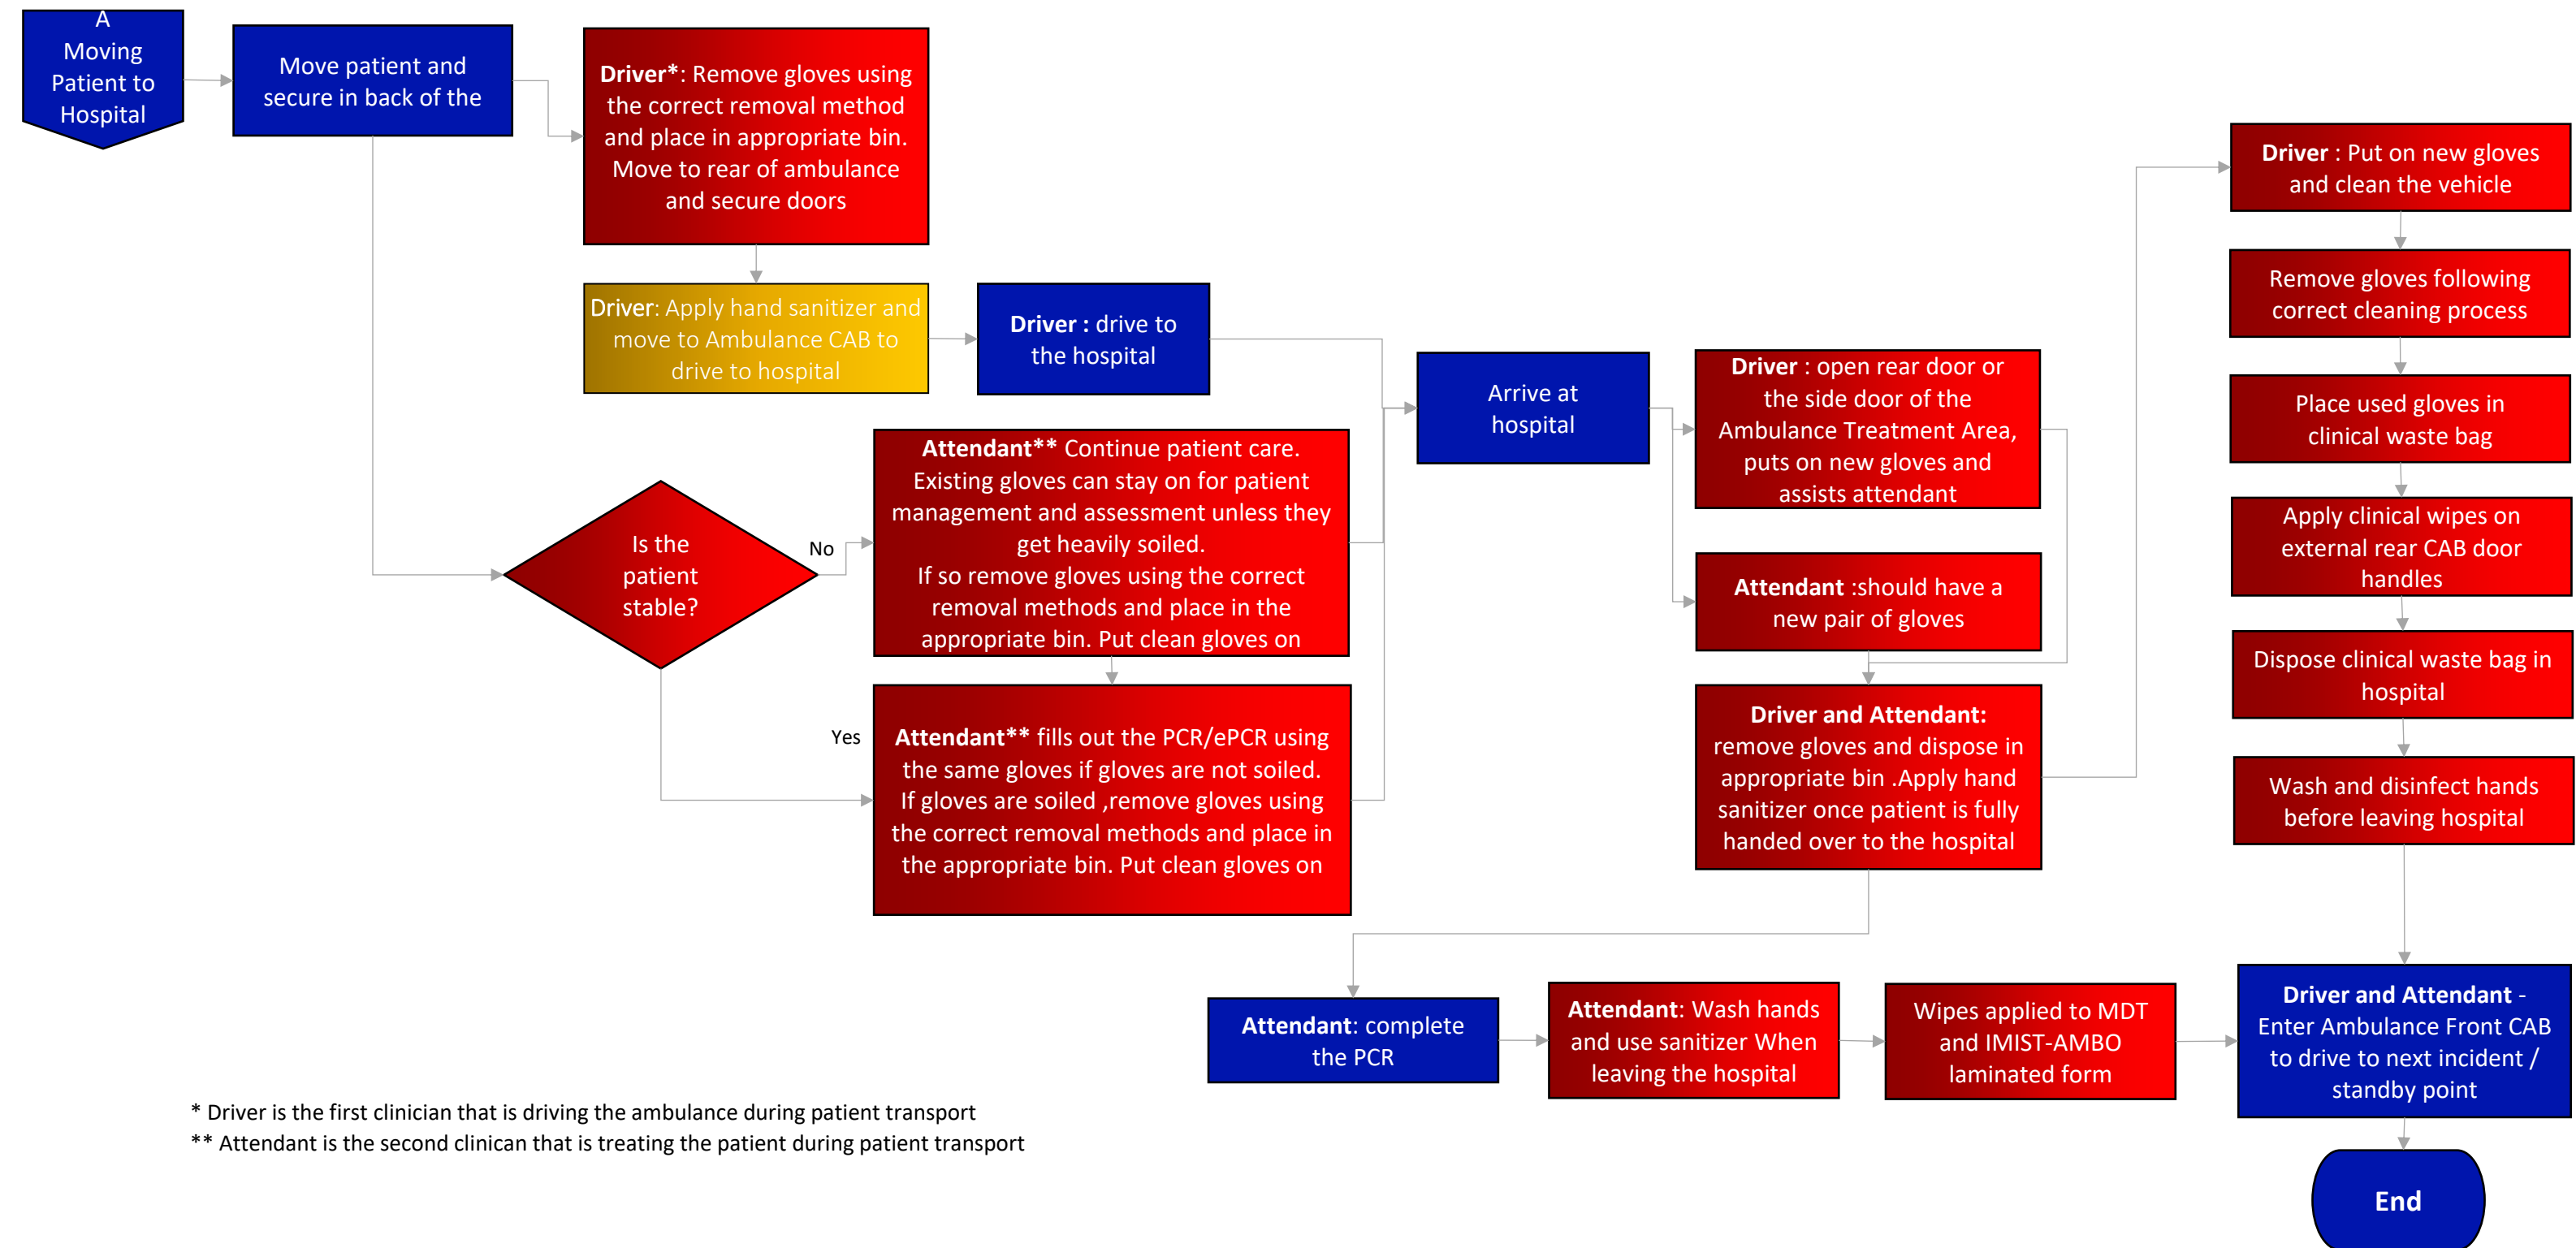 A
Moving
Patient to
Hospital
Move patient and
secure in back of the
Driver*: Remove gloves using
the correct removal method
and place in appropriate bin.
Move to rear of ambulance
and secure doors
Driver: Apply hand sanitizer and
move to Ambulance CAB to
drive to hospital
Driver : drive to
the hospital
Is the
patient
stable?
No
Yes
Attendant** Continue patient care.
Existing gloves can stay on for patient
management and assessment unless they
get heavily soiled.
If so remove gloves using the correct
removal methods and place in the
appropriate bin. Put clean gloves on
Attendant** fills out the PCR/ePCR using
the same gloves if gloves are not soiled.
If gloves are soiled ,remove gloves using
the correct removal methods and place in
the appropriate bin. Put clean gloves on
Arrive at
hospital
Driver : open rear door or
the side door of the
Ambulance Treatment Area,
puts on new gloves and
assists attendant
Attendant :should have a
new pair of gloves
Driver and Attendant:
remove gloves and dispose in
appropriate bin .Apply hand
sanitizer once patient is fully
handed over to the hospital
Driver : Put on new gloves
and clean the vehicle
Remove gloves following
correct cleaning process
Place used gloves in
clinical waste bag
Apply clinical wipes on
external rear CAB door
handles
Dispose clinical waste bag in
hospital
Wash and disinfect hands
before leaving hospital
Attendant: complete
the PCR
Attendant: Wash hands
and use sanitizer When
leaving the hospital
Wipes applied to MDT
and IMIST-AMBO
laminated form
Driver and Attendant -
Enter Ambulance Front CAB
to drive to next incident /
standby point
End
* Driver is the first clinician that is driving the ambulance during patient transport
** Attendant is the second clinican that is treating the patient during patient transport